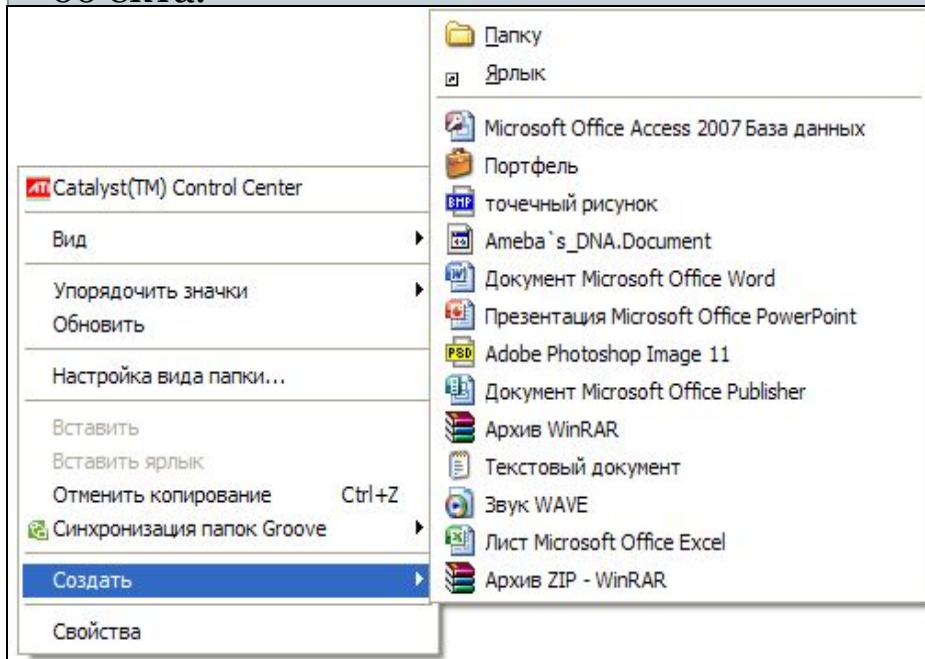 Папку
Ярлык
Microsoft Office Access 2007 База данных
Портфель
BMP точечный рисунок
Ameba`s_DNA.Document
Документ Microsoft Office Word
Презентация Microsoft Office PowerPoint
PSD Adobe Photoshop Image 11
Документ Microsoft Office Publisher
Архив WinRAR
Текстовый документ
Звук WAVE
Лист Microsoft Office Excel
Архив ZIP - WinRAR
ATI Catalyst(TM) Control Center
Вид
Упорядочить значки
Обновить
Настройка вида папки...
Вставить
Вставить ярлык
Отменить копирование Ctrl+Z
Синхронизация папок Groove
Создать
Свойства